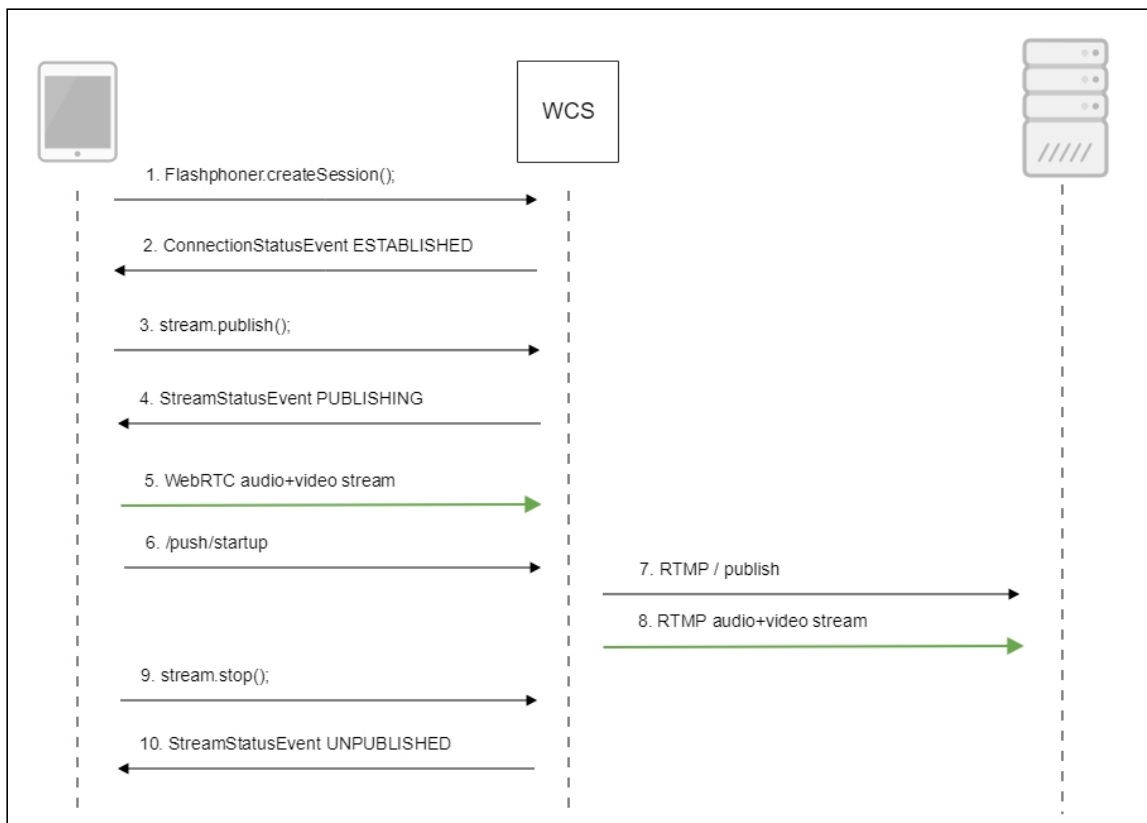 WCS
1. Flashphoner.createSession();
2. ConnectionStatusEvent ESTABLISHED
3. stream.publish();
4. StreamStatusEvent PUBLISHING
5. WebRTC audio+video stream
6. /push/startup
7. RTMP / publish
8. RTMP audio+video stream
9. stream.stop();
10. StreamStatusEvent UNPUBLISHED